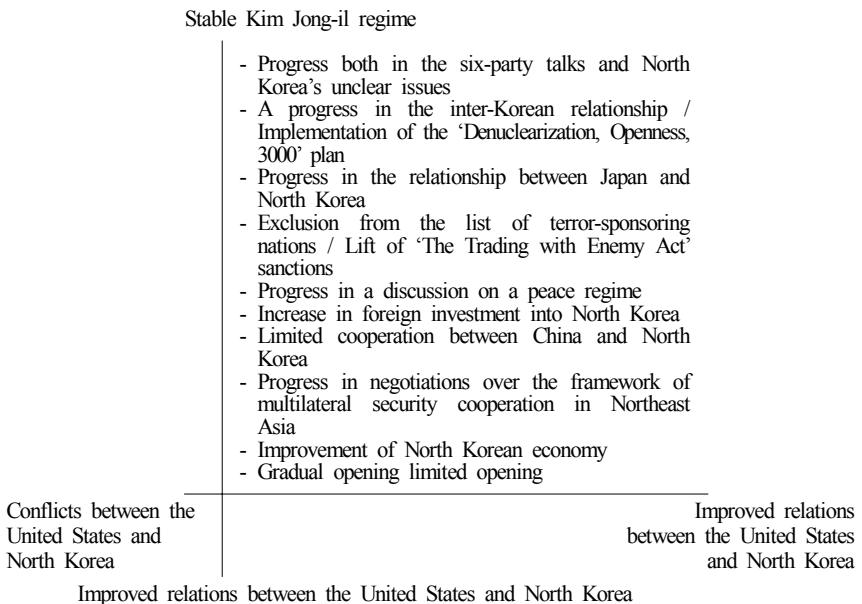 Stable Kim Jong-il regime
- Progress both in the six-party talks and North
Korea's unclear issues
- A progress in the inter-Korean relationship /
Implementation of the 'Denuclearization, Openness,
3000' plan
- Progress in the relationship between Japan and
North Korea
- Exclusion from the list of terror-sponsoring
nations / Lift of 'The Trading with Enemy Act'
sanctions
- Progress in a discussion on a peace regime
- Increase in foreign investment into North Korea
- Limited cooperation between China and North
Korea
- Progress in negotiations over the framework of
multilateral security cooperation in Northeast
Asia
- Improvement of North Korean economy
- Gradual opening limited opening
Conflicts between the
United States and
North Korea
Improved relations
between the United States
and North Korea
Improved relations between the United States and North Korea